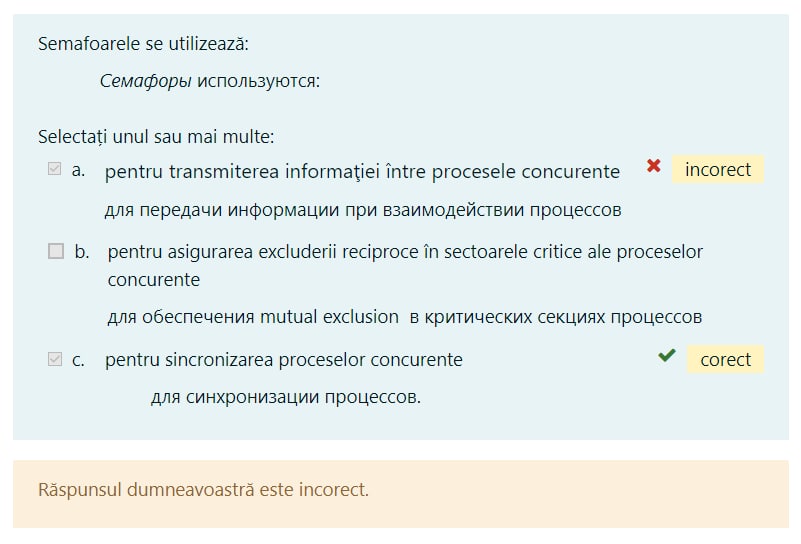 Semafoarele se utilizează:
Семафоры используются:
Selectați unul sau mai multe:
a. pentru transmiterea informaţiei între procesele concurente incorect
для передачи информации при взаимодействии процессов
b. pentru asigurarea excluderii reciproce în sectoarele critice ale proceselor
concurente
для обеспечения mutual exclusion в критических секциях процессов
c. pentru sincronizarea proceselor concurente corect
для синхронизации процессов.
Răspunsul dumneavoastră este incorect.